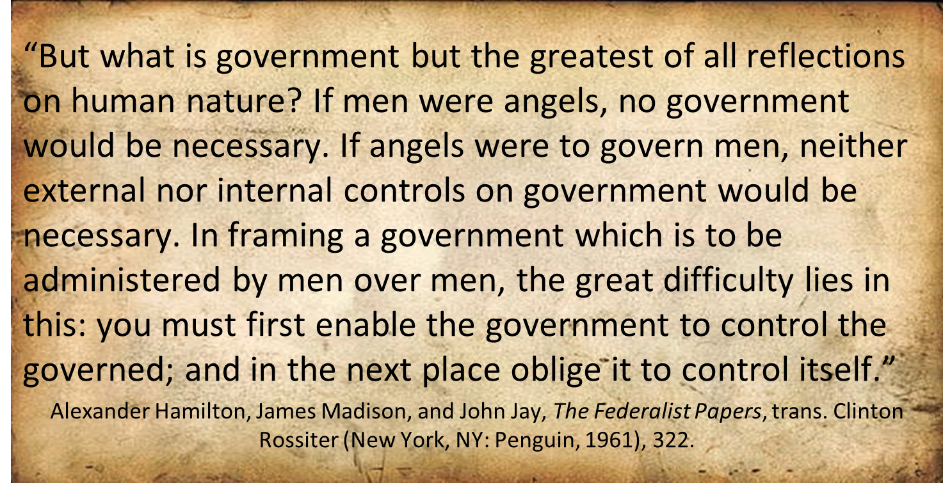 “But what is government but the greatest of all reflections
on human nature? If men were angels, no government
would be necessary. If angels were to govern men, neither
external nor internal controls on government would be
necessary. In framing a government which is to be
administered by men over men, the great difficulty lies in
this: you must first enable the government to control the
governed; and in the next place oblige it to control itself.”
Alexander Hamilton, James Madison, and John Jay, The Federalist Papers, trans. Clinton
Rossiter (New York, NY: Penguin, 1961), 322.